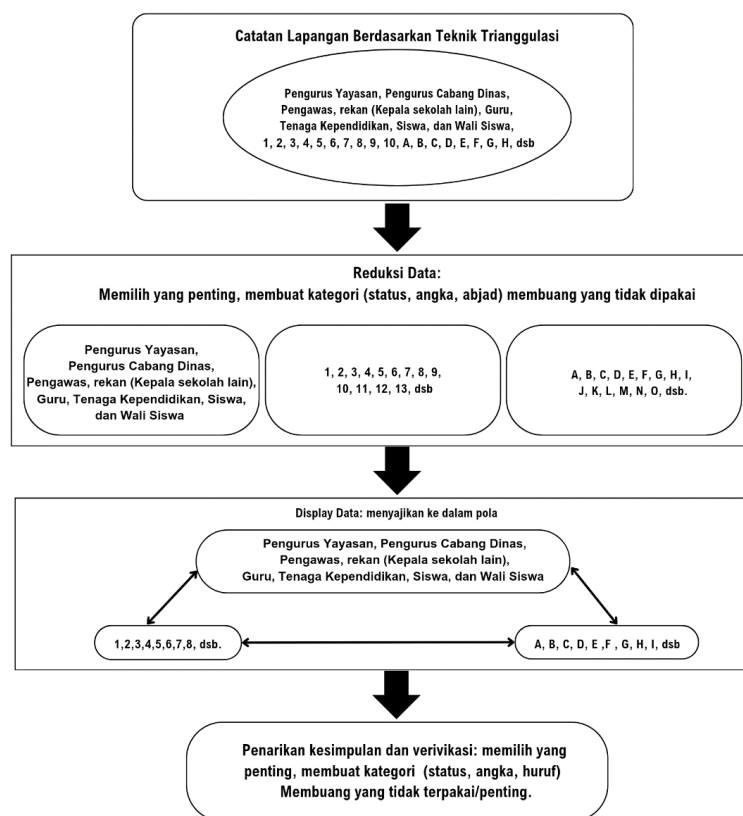 Catatan Lapangan Berdasarkan Teknik Trianggulasi
Pengurus Yayasan, Pengurus Cabang Dinas,
Pengawas, rekan (Kepala sekolah lain), Guru,
Tenaga Kependidikan, Siswa, dan Wali Siswa,
1, 2, 3, 4, 5, 6, 7, 8, 9, 10, A, B, C, D, E, F, G, H, dsb
Reduksi Data:
Memilih yang penting, membuat kategori (status, angka, abjad) membuang yang tidak dipakai
Pengurus Yayasan,
Pengurus Cabang Dinas,
Pengawas, rekan (Kepala sekolah lain),
Guru, Tenaga Kependidikan, Siswa,
dan Wali Siswa
1, 2, 3, 4, 5, 6, 7, 8, 9,
10, 11, 12, 13, dsb
A, B, C, D, E, F, G, H, I,
J, K, L, M, N, O, dsb.
Display Data: menyajikan ke dalam pola
Pengurus Yayasan, Pengurus Cabang Dinas,
Pengawas, rekan (Kepala sekolah lain),
Guru, Tenaga Kependidikan, Siswa, dan Wali Siswa
1,2,3,4,5,6,7,8, dsb.
A, B, C, D, E ,F , G, H, I, dsb
Penarikan kesimpulan dan verivikasi: memilih yang
penting, membuat kategori (status, angka, huruf)
Membuang yang tidak terpakai/penting.